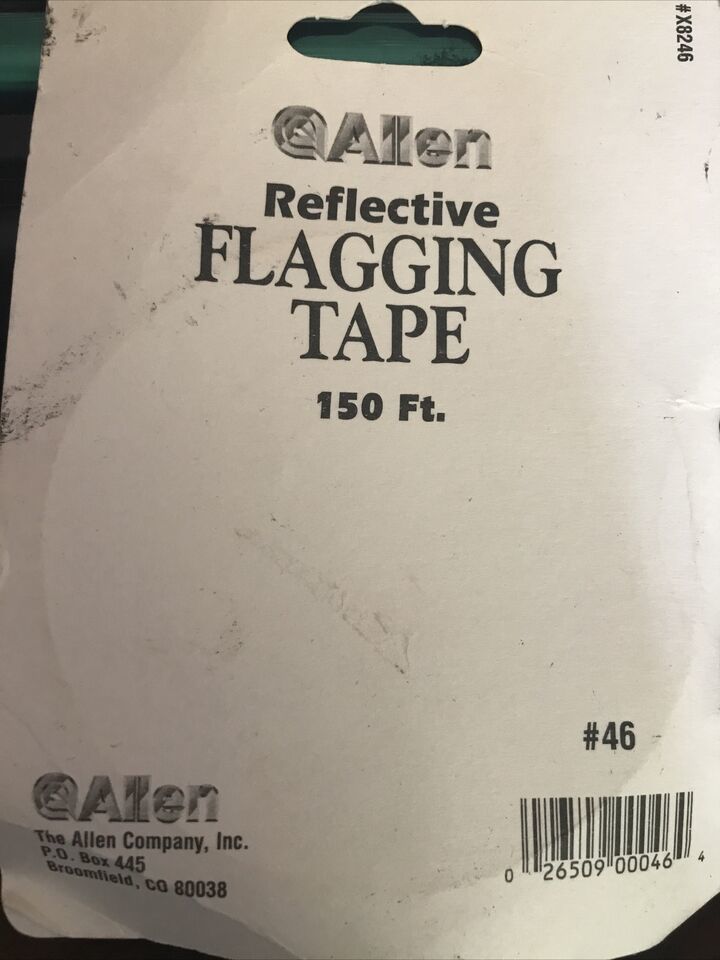 #X8246
Allen
Reflective
FLAGGING
TAPE
150 Ft.
#46
Allen
The Allen Company, Inc.
P.O. Box 445
Broomfield, CO 80038
0 26509 00046 4